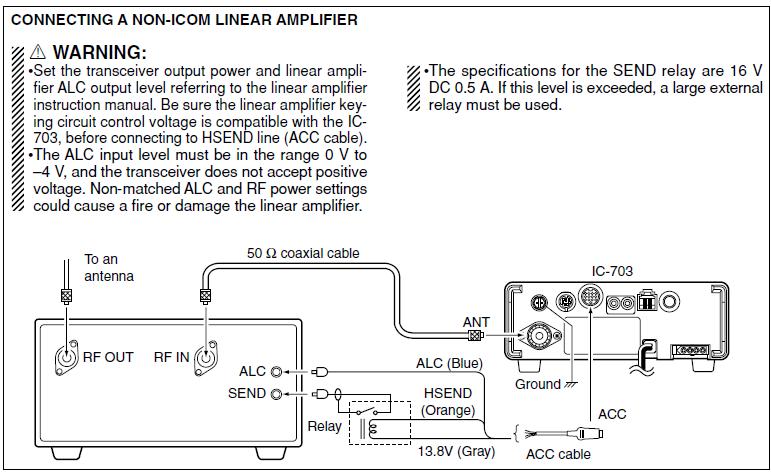 CONNECTING A NON-ICOM LINEAR AMPLIFIER
WARNING:
•Set the transceiver output power and linear ampli-
fier ALC output level referring to the linear amplifier
instruction manual. Be sure the linear amplifier key-
ing circuit control voltage is compatible with the IC-
703, before connecting to HSEND line (ACC cable).
•The ALC input level must be in the range 0 V to
–4 V, and the transceiver does not accept positive
voltage. Non-matched ALC and RF power settings
could cause a fire or damage the linear amplifier.
•The specifications for the SEND relay are 16 V
DC 0.5 A. If this level is exceeded, a large external
relay must be used.
To an
antenna
50 Ω coaxial cable
IC-703
ANT
RF OUT
RF IN
ALC
SEND
ALC (Blue)
HSEND
(Orange)
Relay
13.8V (Gray)
Ground
ACC
ACC cable